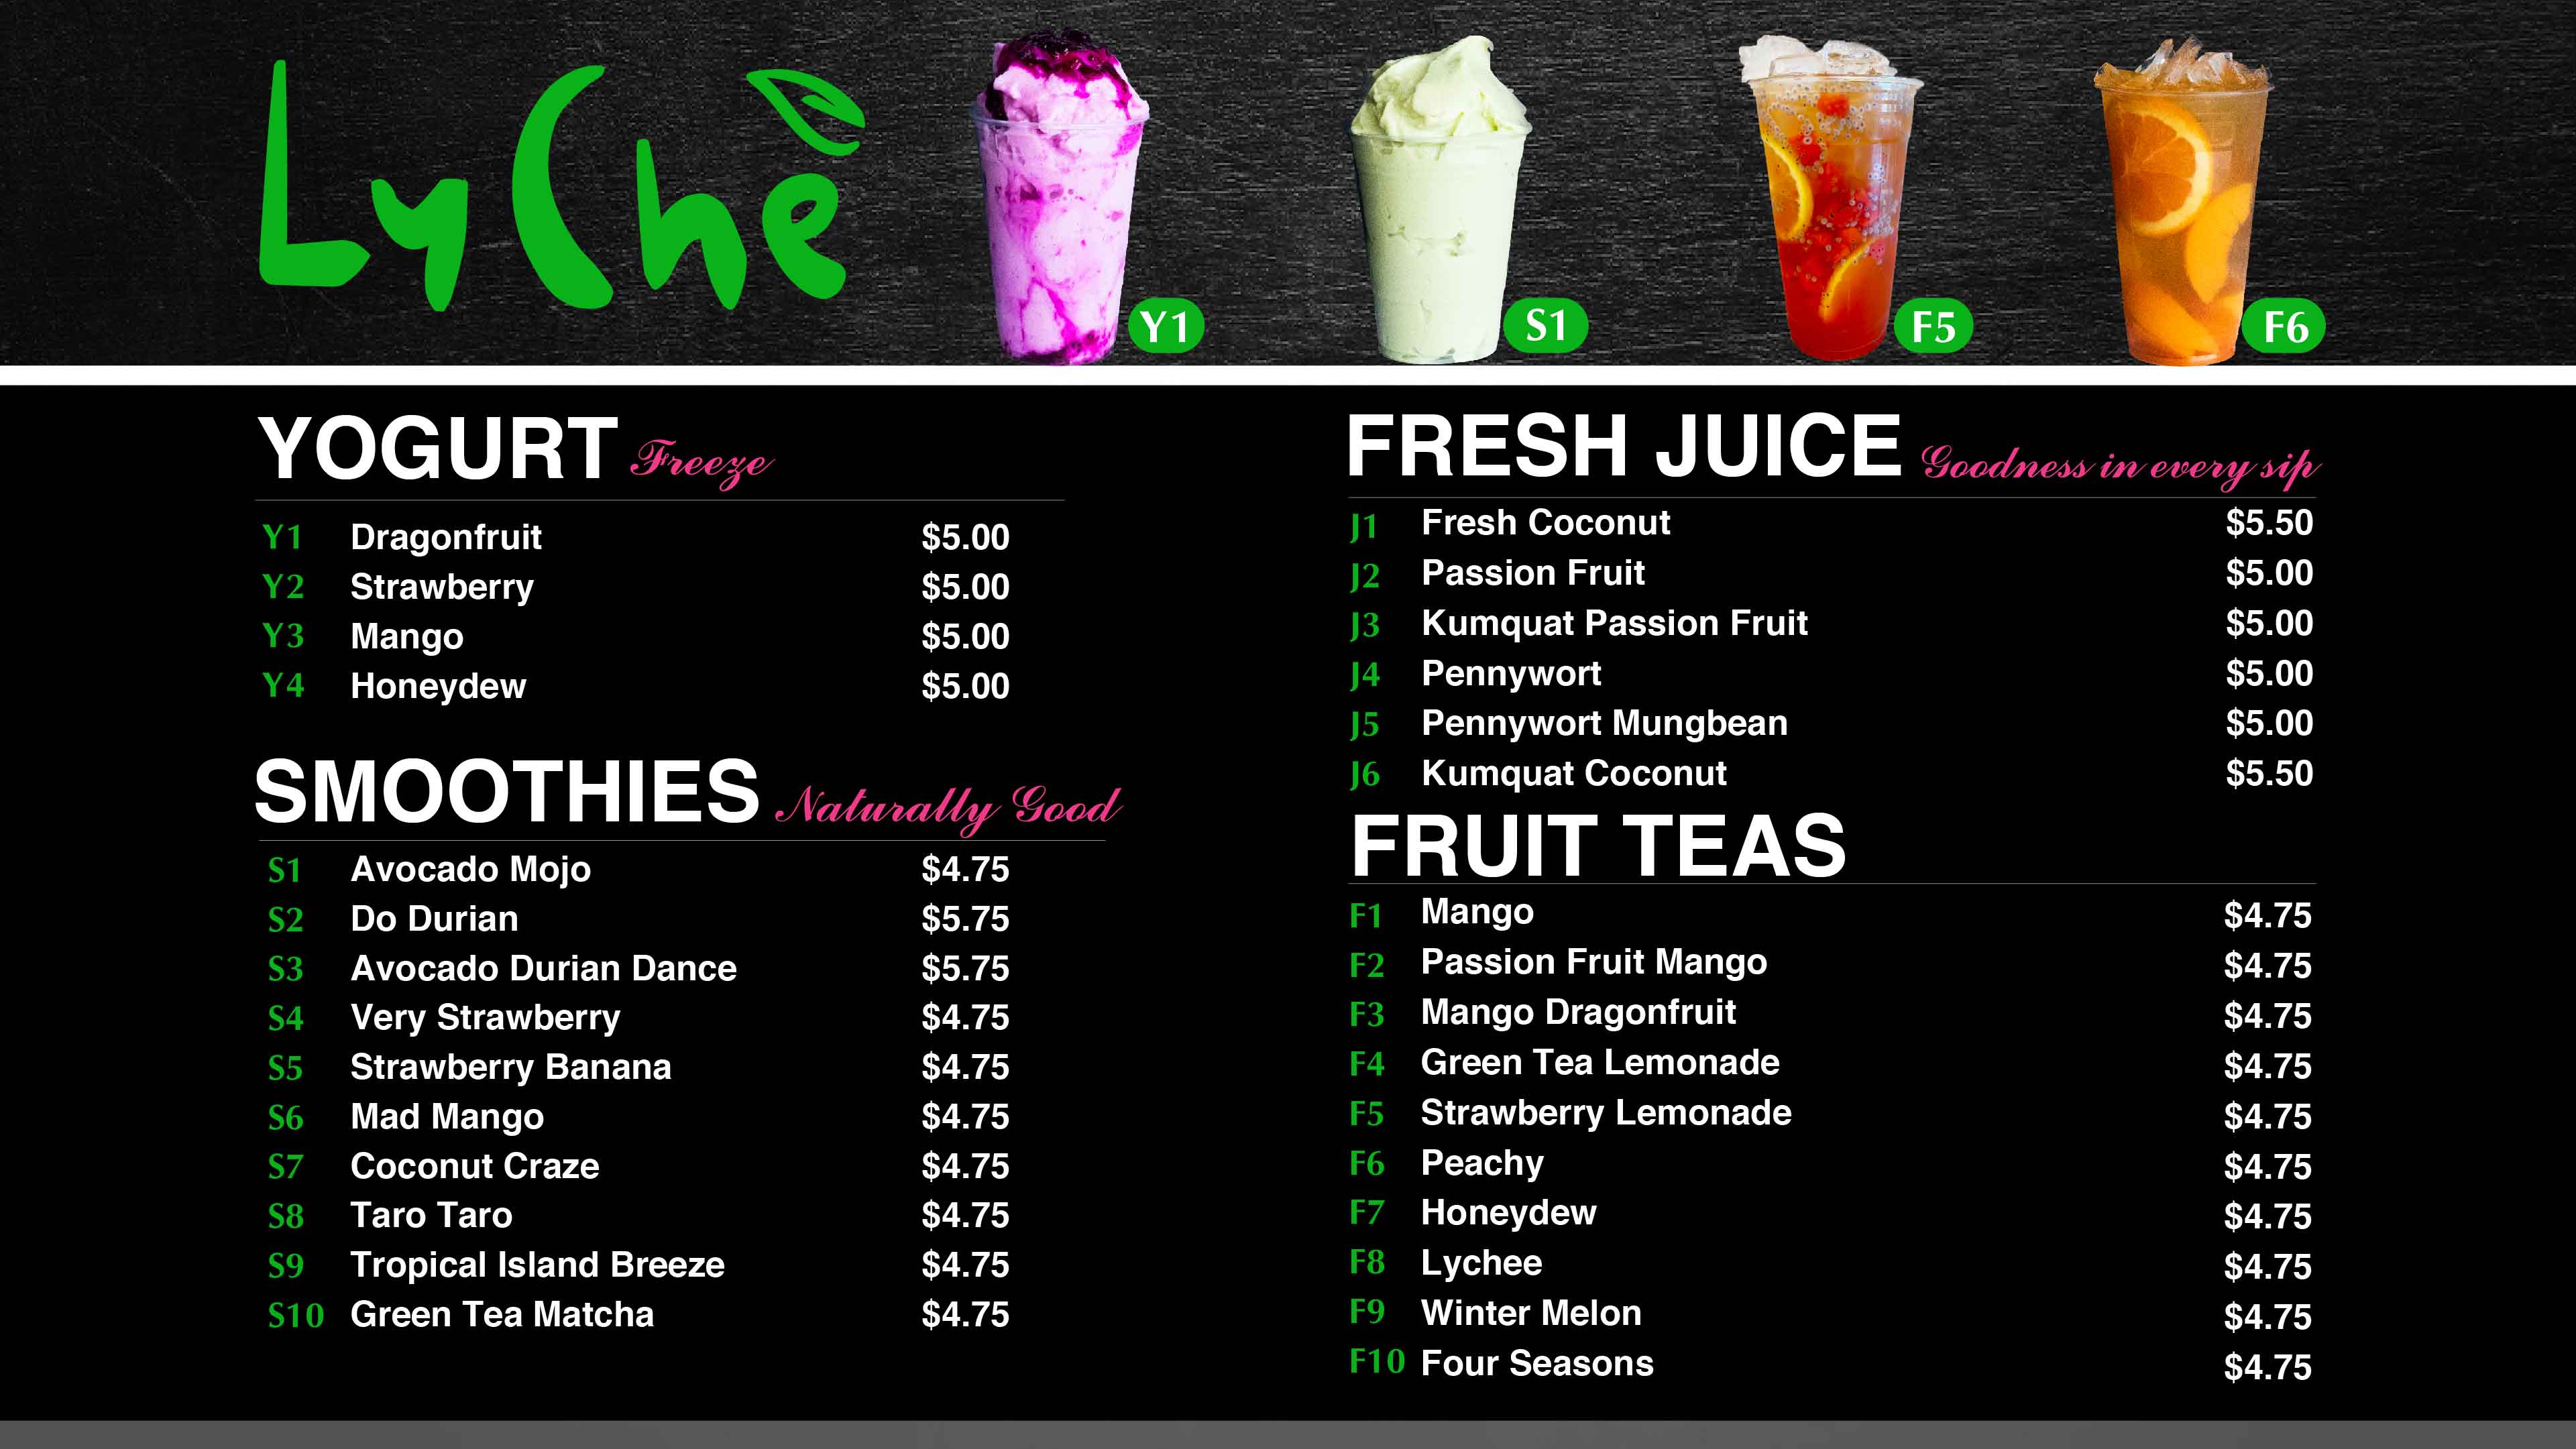 LyChe
Y1
S1
F5
F6
YOGURT Freeze
Y1 Dragonfruit $5.00
Y2 Strawberry $5.00
Y3 Mango $5.00
Y4 Honeydew $5.00
SMOOTHIES Naturally Good
S1 Avocado Mojo $4.75
S2 Do Durian $5.75
S3 Avocado Durian Dance $5.75
S4 Very Strawberry $4.75
S5 Strawberry Banana $4.75
S6 Mad Mango $4.75
S7 Coconut Craze $4.75
S8 Taro Taro $4.75
S9 Tropical Island Breeze $4.75
S10 Green Tea Matcha $4.75
FRESH JUICE Goodness in every sip
J1 Fresh Coconut $5.50
J2 Passion Fruit $5.00
J3 Kumquat Passion Fruit $5.00
J4 Pennywort $5.00
J5 Pennywort Mungbean $5.00
J6 Kumquat Coconut $5.50
FRUIT TEAS
F1 Mango $4.75
F2 Passion Fruit Mango $4.75
F3 Mango Dragonfruit $4.75
F4 Green Tea Lemonade $4.75
F5 Strawberry Lemonade $4.75
F6 Peachy $4.75
F7 Honeydew $4.75
F8 Lychee $4.75
F9 Winter Melon $4.75
F10 Four Seasons $4.75